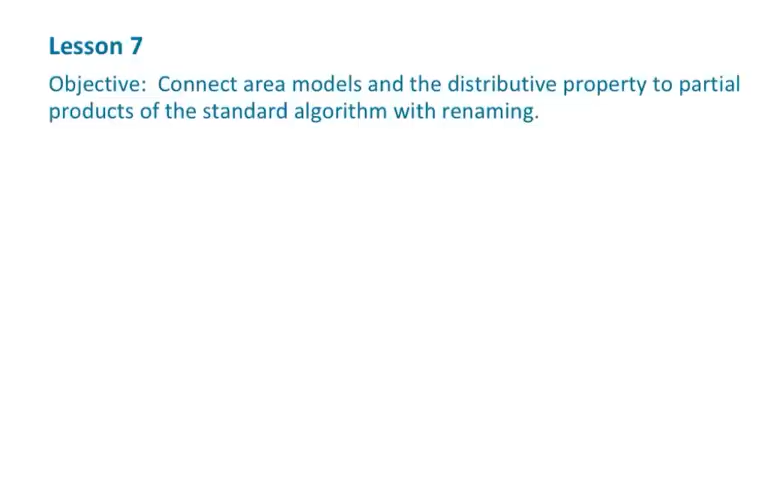 Lesson 7
Objective:  Connect area models and the distributive property to partial
products of the standard algorithm with renaming.